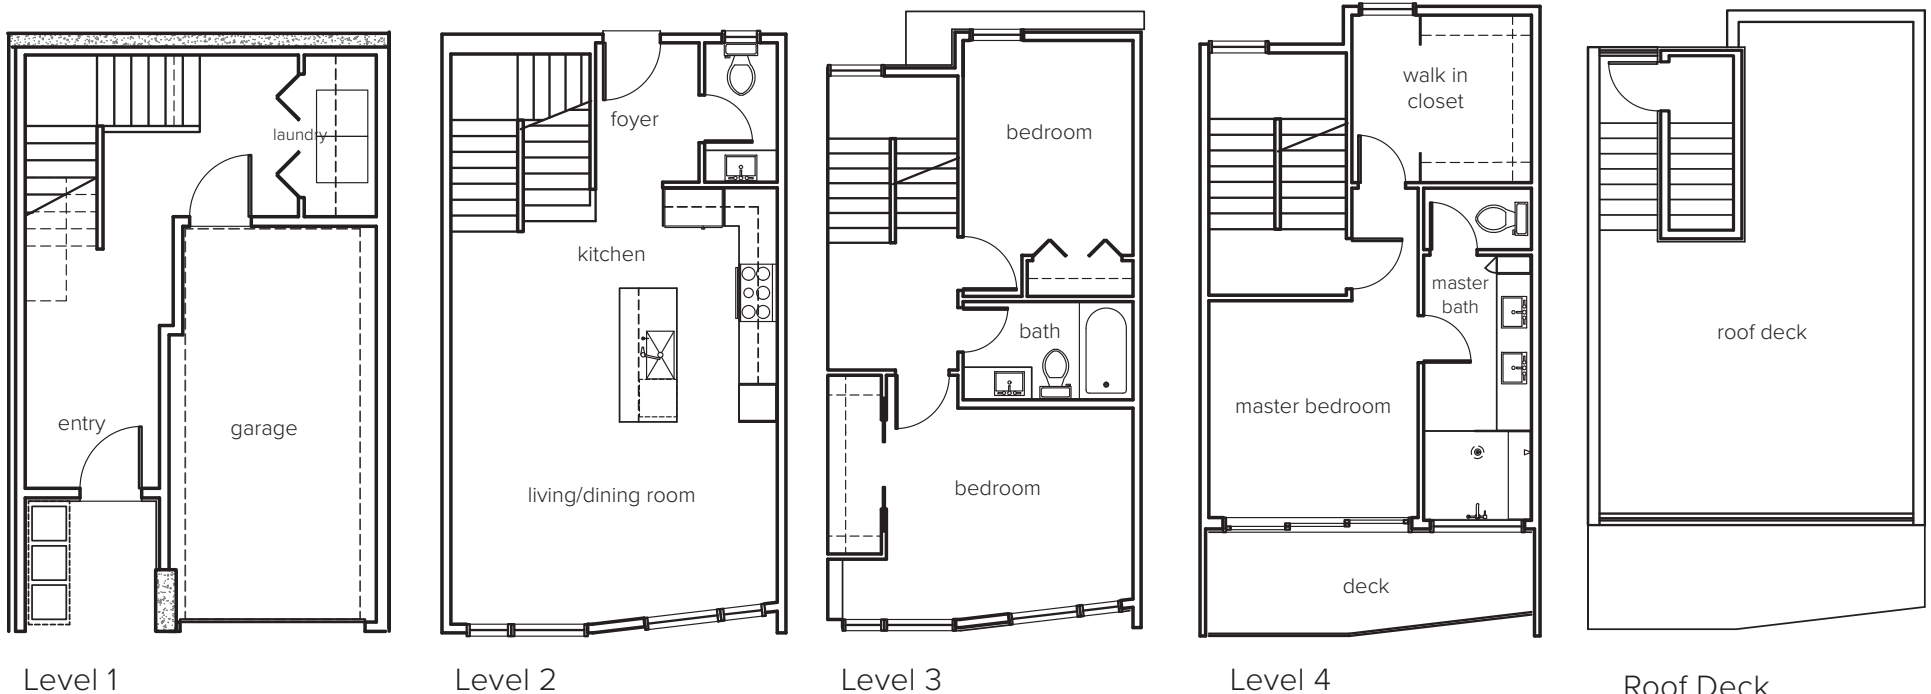 laundry
entry
garage
Level 1
foyer
kitchen
living/dining room
Level 2
bedroom
bath
bedroom
Level 3
walk in
closet
master
bath
master bedroom
deck
Level 4
roof deck
Roof Deck